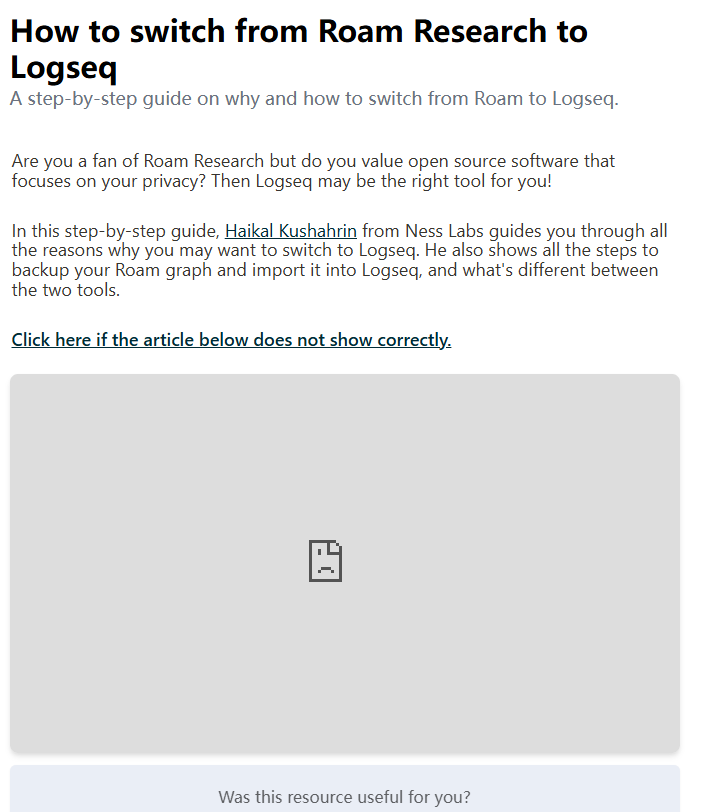 How to switch from Roam Research to
Logseq
A step-by-step guide on why and how to switch from Roam to Logseq.
Are you a fan of Roam Research but do you value open source software that
focuses on your privacy? Then Logseq may be the right tool for you!
In this step-by-step guide, Haikal Kushahrin from Ness Labs guides you through all
the reasons why you may want to switch to Logseq. He also shows all the steps to
backup your Roam graph and import it into Logseq, and what's different between
the two tools.
Click here if the article below does not show correctly.
Was this resource useful for you?